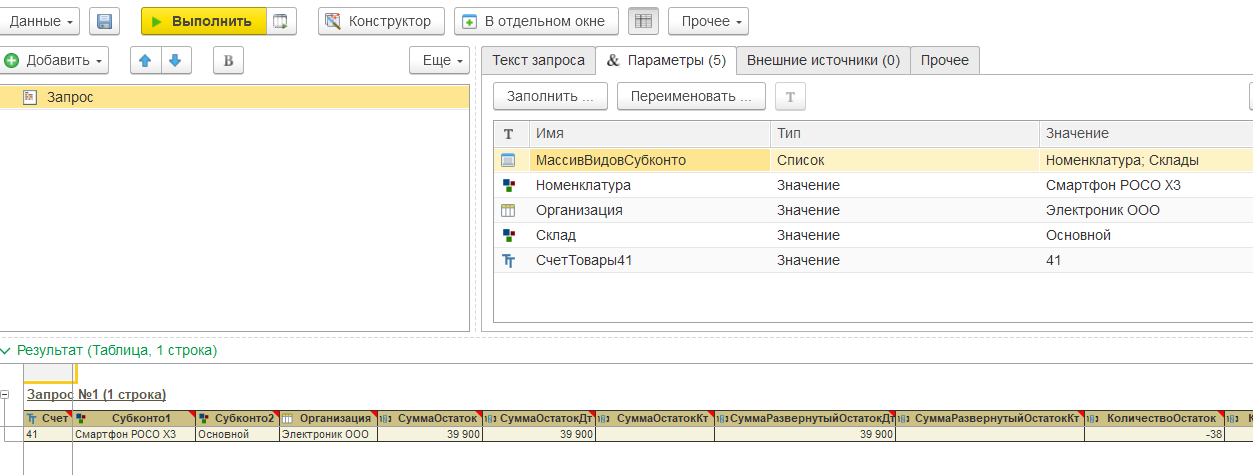 Данные Выполнить Конструктор В отдельном окне Прочее
Добавить В Еще
Текст запроса & Параметры (5) Внешние источники (0) Прочее
Запрос
Заполнить ... Переименовать ... T
T Имя Тип Значение
МассивВидовСубконто Список Номенклатура; Склады
Номенклатура Значение Смартфон POCO X3
Организация Значение Электроник ООО
Склад Значение Основной
СчетТовары41 Значение 41
Результат (Таблица, 1 строка)
Запрос №1 (1 строка)
Счет Субконто1 Субконто2 Организация СуммаОстаток СуммаОстатокДт СуммаОстатокКт СуммаРазвернутыйОстатокДт СуммаРазвернутыйОстатокКт КоличествоОстаток
41 Смартфон POCO X3 Основной Электроник ООО 39 900 39 900 39 900 -38